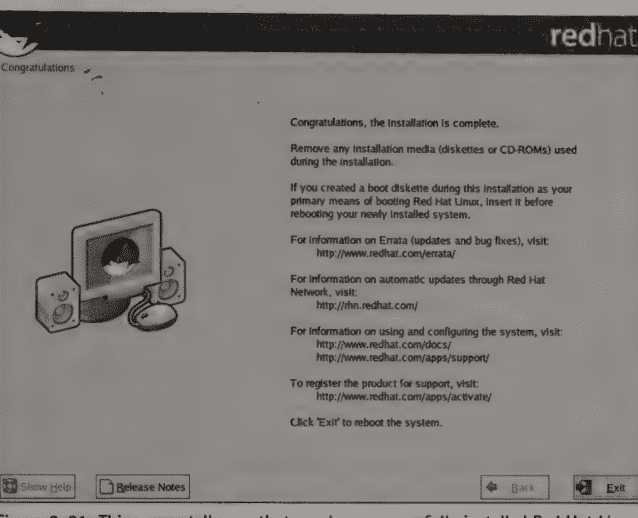 redhat
Congratulations
Congratulations, the installation is complete.
Remove any installation media (diskettes or CD-ROMs) used
during the installation.
If you created a boot diskette during this installation as your
primary means of booting Red Hat Linux, insert it before
rebooting your newly installed system.
For information on Errata (updates and bug fixes), visit:
http://www.redhat.com/errata/
For information on automatic updates through Red Hat
Network, visit:
http://rhn.redhat.com/
For information on using and configuring the system, visit:
http://www.redhat.com/docs/
http://www.redhat.com/apps/support/
To register the product for support, visit:
http://www.redhat.com/apps/activate/
Click 'Exit' to reboot the system.
Show Help
Release Notes
Back
Exit